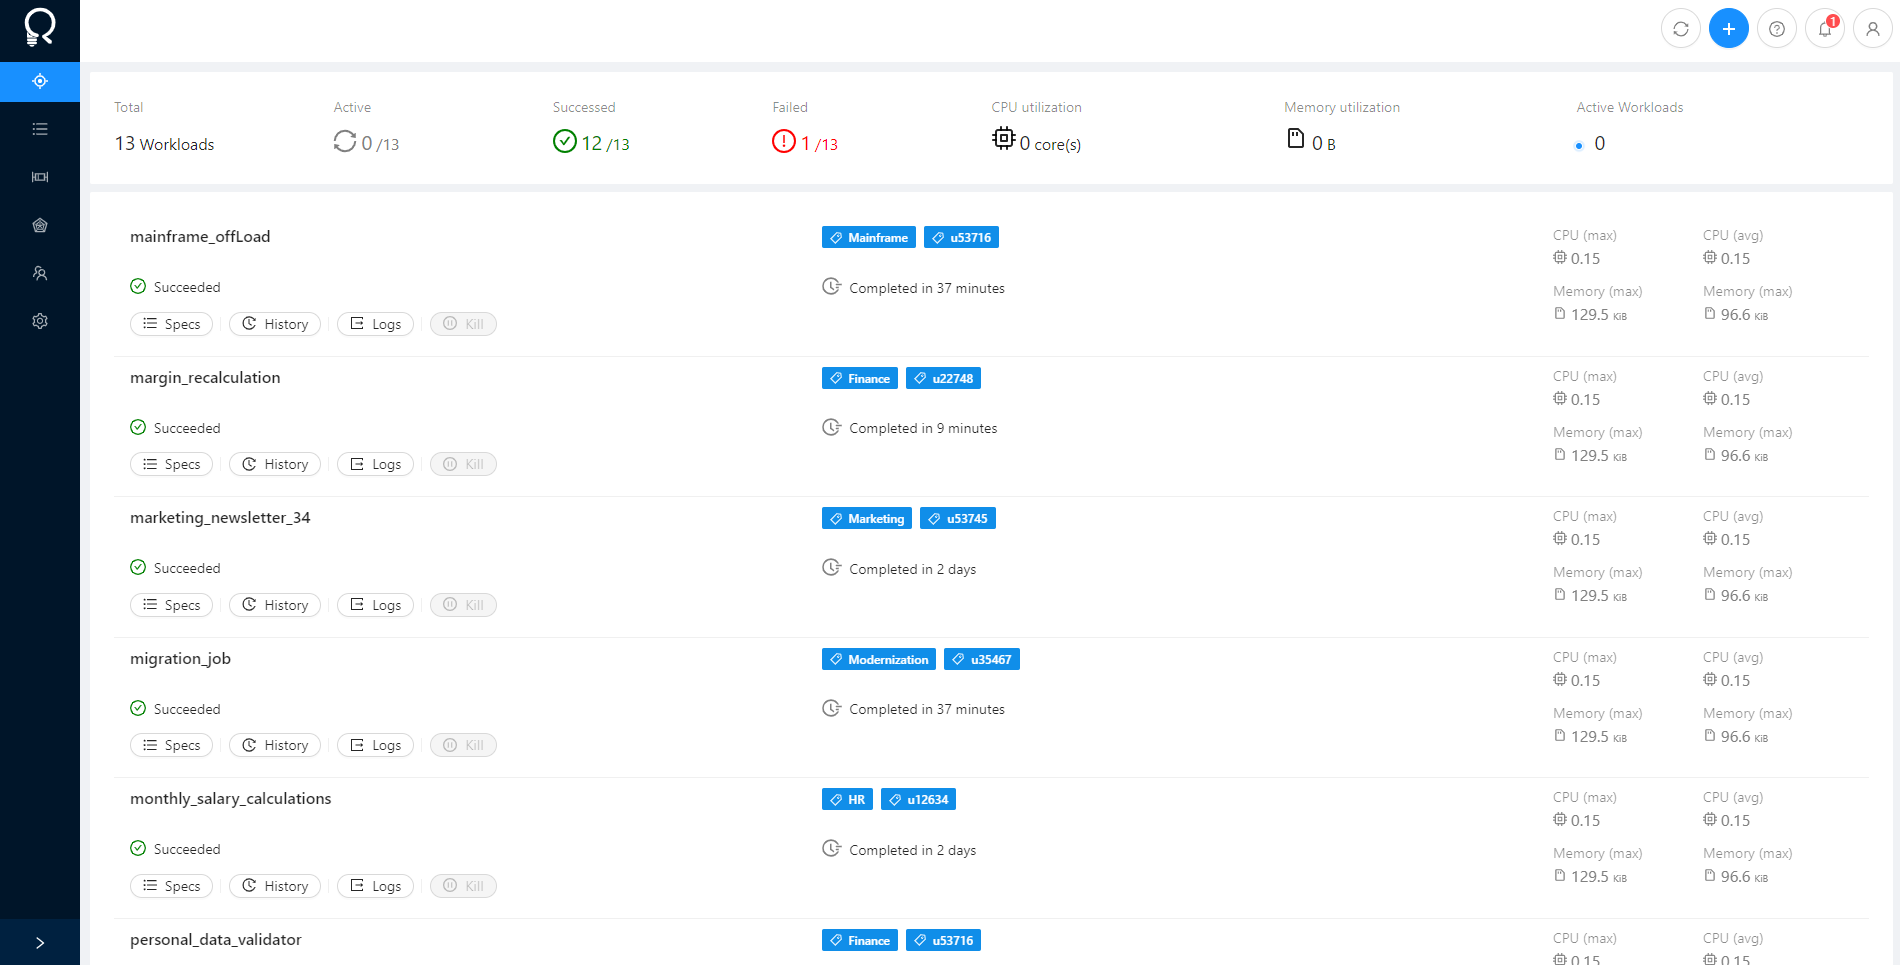 1
Total Active Successed Failed CPU utilization Memory utilization Active Workloads
13 Workloads 0 /13 12 /13 1 /13 0 core(s) 0 B 0
mainframe_offLoad Mainframe u53716 CPU (max) CPU (avg)
0.15 0.15
Succeeded Completed in 37 minutes Memory (max) Memory (max)
Specs History Logs Kill 129.5 KiB 96.6 KiB
margin_recalculation Finance u22748 CPU (max) CPU (avg)
0.15 0.15
Succeeded Completed in 9 minutes Memory (max) Memory (max)
Specs History Logs Kill 129.5 KiB 96.6 KiB
marketing_newsletter_34 Marketing u53745 CPU (max) CPU (avg)
0.15 0.15
Succeeded Completed in 2 days Memory (max) Memory (max)
Specs History Logs Kill 129.5 KiB 96.6 KiB
migration_job Modernization u35467 CPU (max) CPU (avg)
0.15 0.15
Succeeded Completed in 37 minutes Memory (max) Memory (max)
Specs History Logs Kill 129.5 KiB 96.6 KiB
monthly_salary_calculations HR u12634 CPU (max) CPU (avg)
0.15 0.15
Succeeded Completed in 2 days Memory (max) Memory (max)
Specs History Logs Kill 129.5 KiB 96.6 KiB
personal_data_validator Finance u53716 CPU (max) CPU (avg)
0.15 0.15